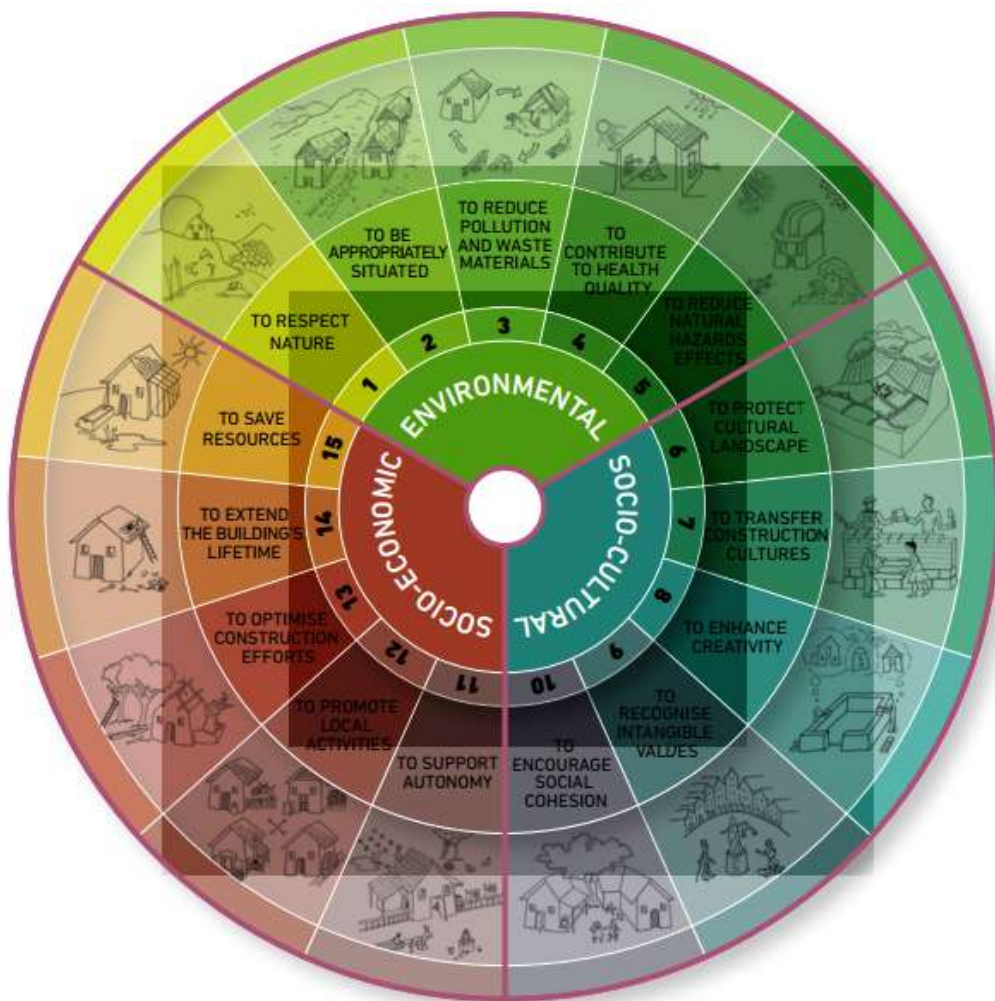 ENVIRONMENTAL
1
TO RESPECT
NATURE
2
TO BE
APPROPRIATELY
SITUATED
3
TO REDUCE
POLLUTION
AND WASTE
MATERIALS
4
TO
CONTRIBUTE
TO HEALTH
QUALITY
5
TO REDUCE
NATURAL
HAZARDS
EFFECTS
SOCIO-CULTURAL
6
TO PROTECT
CULTURAL
LANDSCAPE
7
TO TRANSFER
CONSTRUCTION
CULTURES
8
TO ENHANCE
CREATIVITY
9
TO
RECOGNISE
INTANGIBLE
VALUES
10
TO
ENCOURAGE
SOCIAL
COHESION
SOCIO-ECONOMIC
11
TO SUPPORT
AUTONOMY
12
TO PROMOTE
LOCAL
ACTIVITIES
13
TO OPTIMISE
CONSTRUCTION
EFFORTS
14
TO EXTEND
THE BUILDING'S
LIFETIME
15
TO SAVE
RESOURCES